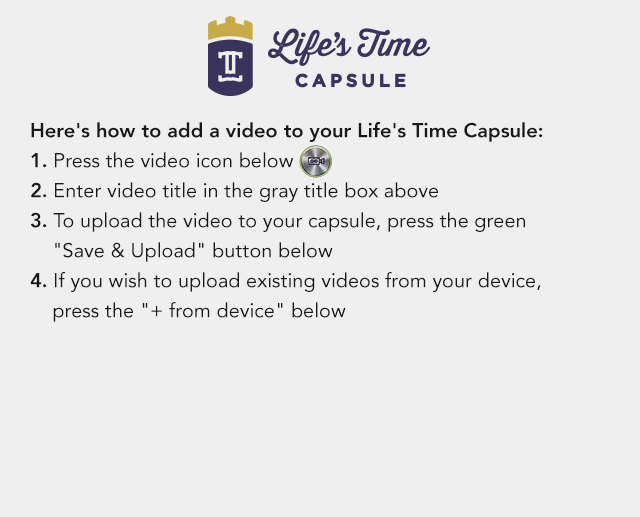 Life's Time
CAPSULE
Here's how to add a video to your Life's Time Capsule:
1. Press the video icon below
2. Enter video title in the gray title box above
3. To upload the video to your capsule, press the green
"Save & Upload" button below
4. If you wish to upload existing videos from your device,
press the "+ from device" below